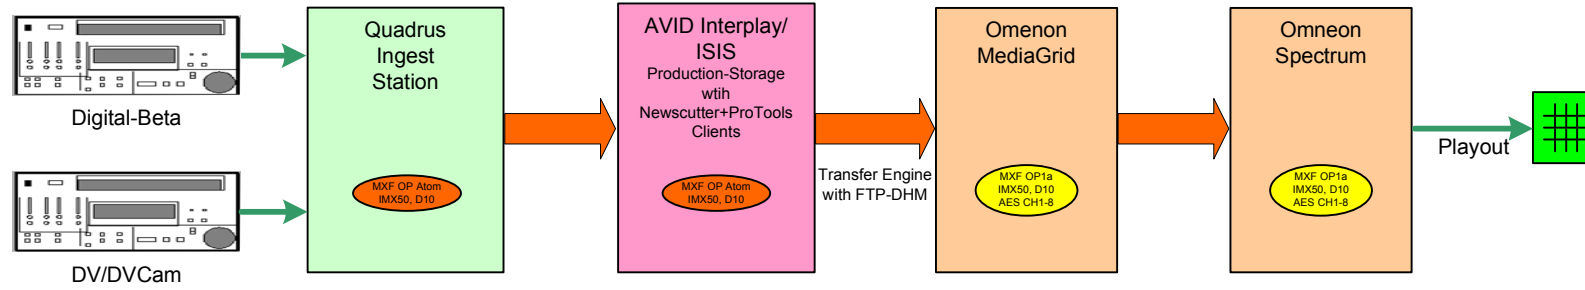 Digital-Beta
DV/DVCam
Quadrus
Ingest
Station
MXF OP Atom
IMX50, D10
AVID Interplay/
ISIS
Production-Storage
wtih
Newscutter+ProTools
Clients
MXF OP Atom
IMX50, D10
Transfer Engine
with FTP-DHM
Omenon
MediaGrid
MXF OP1a
IMX50, D10
AES CH1-8
Omneon
Spectrum
MXF OP1a
IMX50, D10
AES CH1-8
Playout